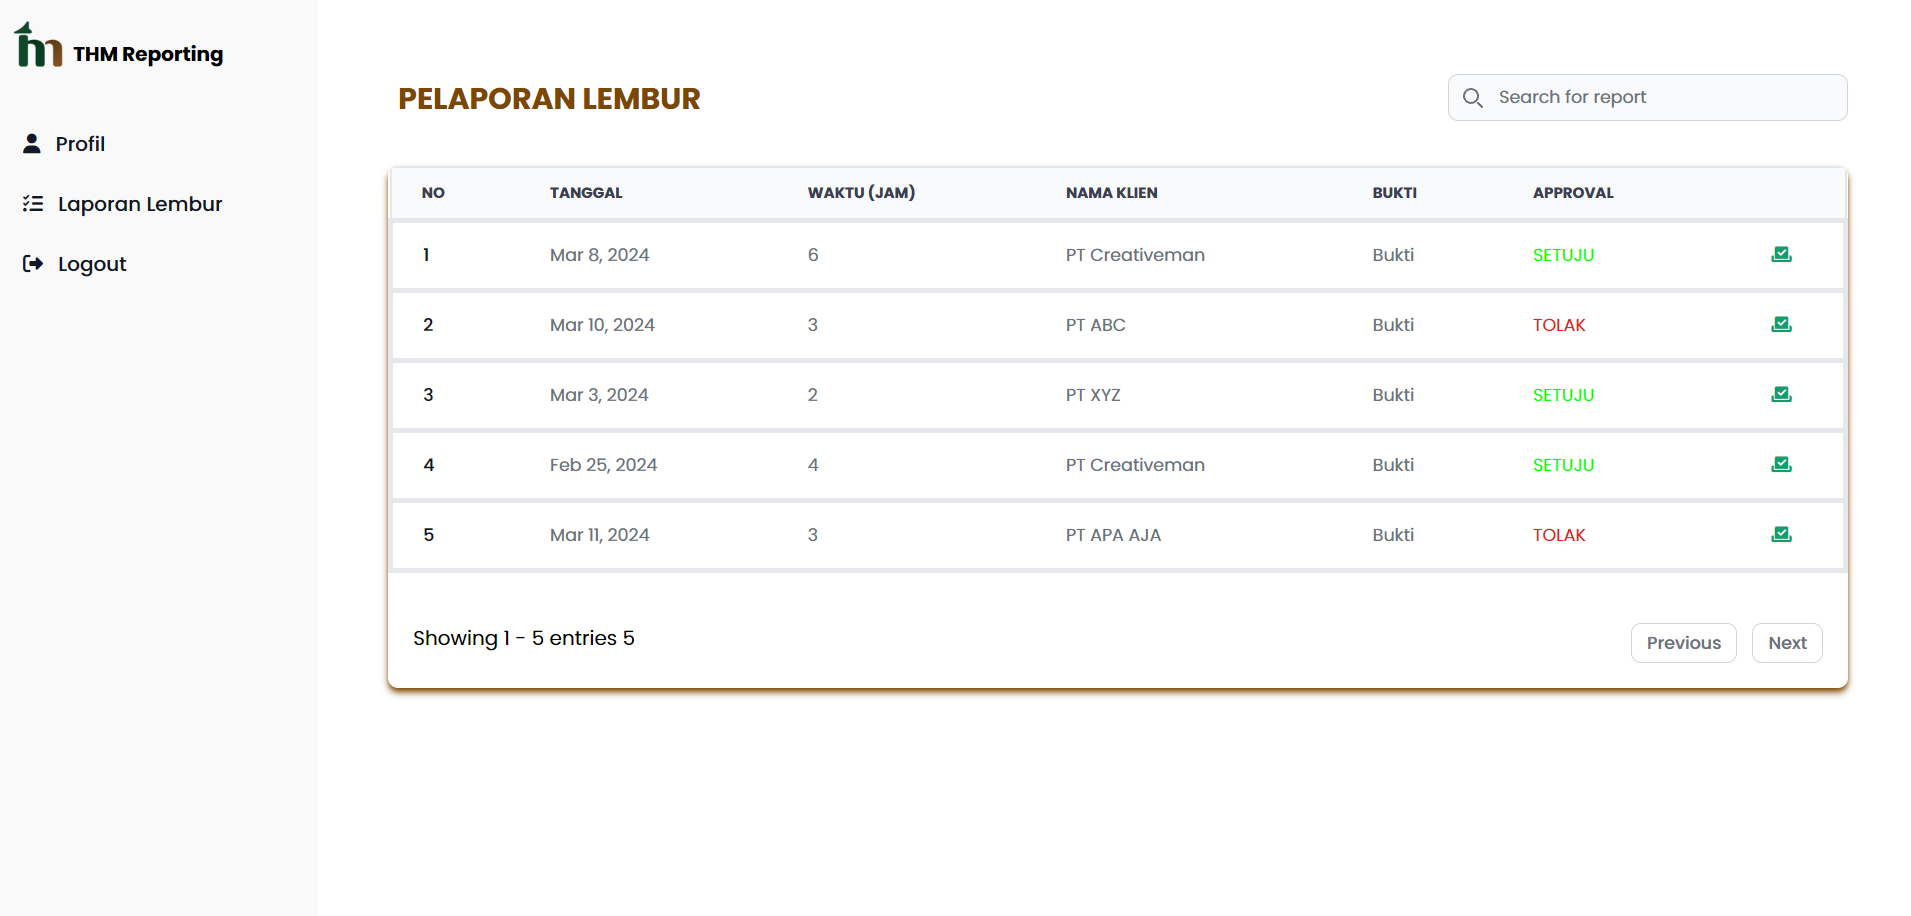 THM Reporting
Profil
Laporan Lembur
Logout
PELAPORAN LEMBUR
Search for report
NO TANGGAL WAKTU (JAM) NAMA KLIEN BUKTI APPROVAL
1 Mar 8, 2024 6 PT Creativeman Bukti SETUJU
2 Mar 10, 2024 3 PT ABC Bukti TOLAK
3 Mar 3, 2024 2 PT XYZ Bukti SETUJU
4 Feb 25, 2024 4 PT Creativeman Bukti SETUJU
5 Mar 11, 2024 3 PT APA AJA Bukti TOLAK
Showing 1 - 5 entries 5
Previous Next